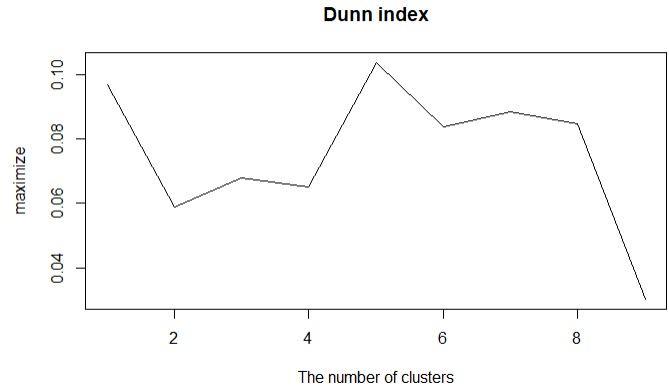 Dunn index
maximize
0.10
0.08
0.06
0.04
2 4 6 8
The number of clusters